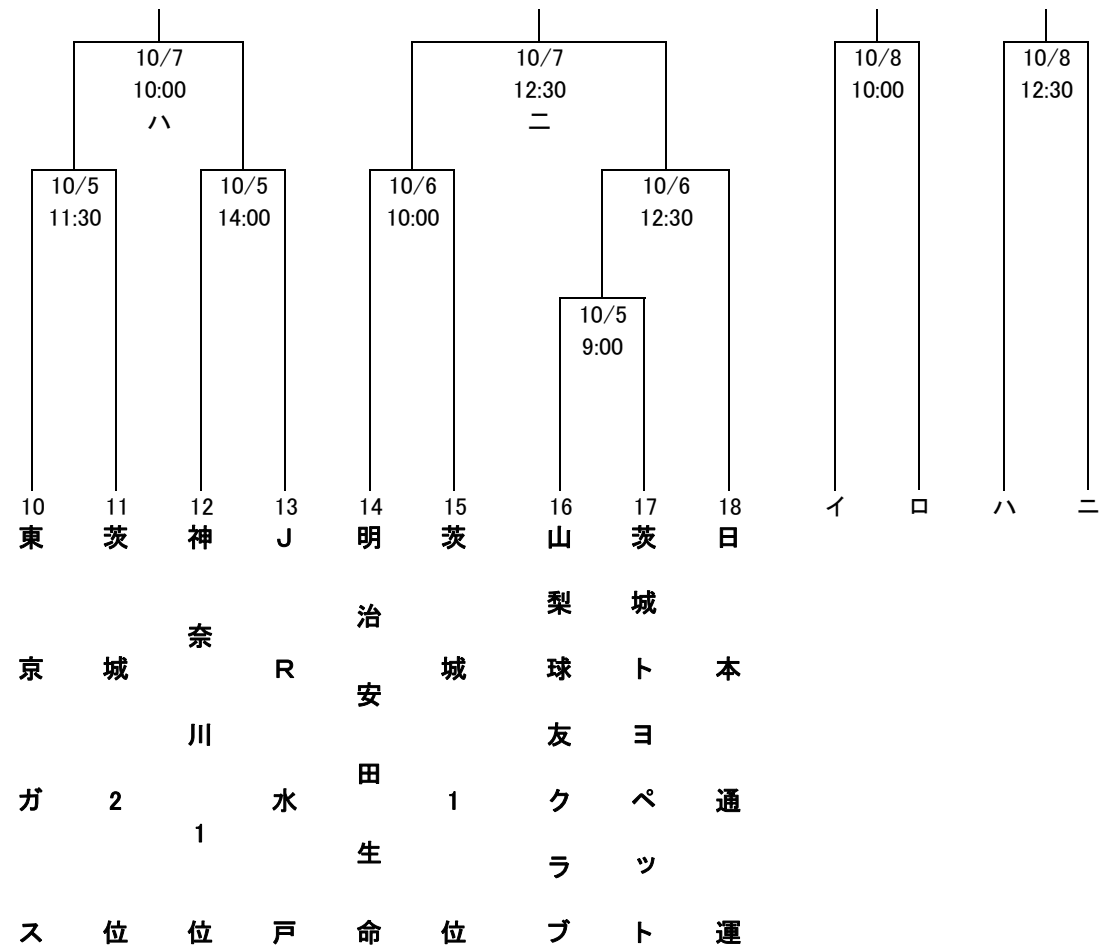 10/7
10:00
ハ
10/7
12:30
ニ
10/8
10:00
10/8
12:30
10/5
11:30
10/5
14:00
10/6
10:00
10/6
12:30
10/5
9:00
10
11
12
13
14
15
16
17
18
イ
ロ
ハ
ニ
東京ガス
茨城2位
神奈川1位
JR水戸
明治安田生命
茨城1位
山梨球友クラブ
茨城トヨペット
日本通運